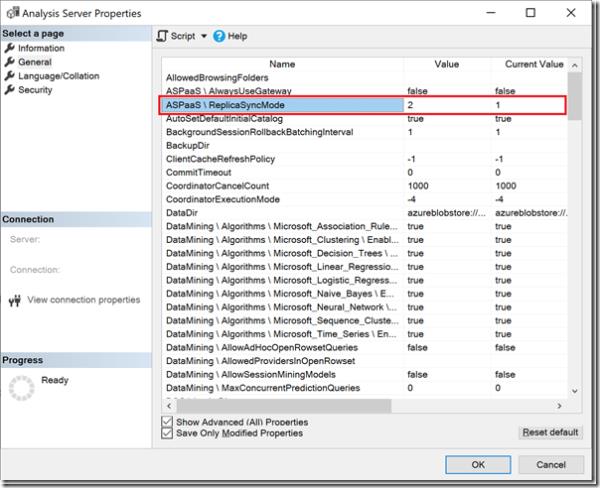 Analysis Server Properties
Select a page
Information
General
Language/Collation
Security
Script
Help
Name Value Current Value
AllowedBrowsingFolders
ASPaaS \ AlwaysUseGateway false false
ASPaaS \ ReplicaSyncMode 2 1
AutoSetDefaultInitialCatalog true true
BackgroundSessionRollbackBatchingInterval 1 1
BackupDir
ClientCacheRefreshPolicy -1 -1
CommitTimeout 0 0
CoordinatorCancelCount 1000 1000
CoordinatorExecutionMode -4 -4
DataDir azureblobstore://... azureblobstore://...
DataMining \ Algorithms \ Microsoft_Association_Rule... true true
DataMining \ Algorithms \ Microsoft_Clustering \ Enabl... true true
DataMining \ Algorithms \ Microsoft_Decision_Trees \ ... true true
DataMining \ Algorithms \ Microsoft_Linear_Regressio... true true
DataMining \ Algorithms \ Microsoft_Logistic_Regress... true true
DataMining \ Algorithms \ Microsoft_Naive_Bayes \ E... true true
DataMining \ Algorithms \ Microsoft_Neural_Network \... true true
DataMining \ Algorithms \ Microsoft_Sequence_Cluste... true true
DataMining \ Algorithms \ Microsoft_Time_Series \ En... true true
DataMining \ AllowAdHocOpenRowsetQueries false false
DataMining \ AllowedProvidersInOpenRowset
DataMining \ AllowSessionMiningModels false false
DataMining \ MaxConcurrentPredictionQueries 0 0
Connection
Server:
Connection:
View connection properties
Progress
Ready
Show Advanced (All) Properties
Save Only Modified Properties
Reset default
OK
Cancel